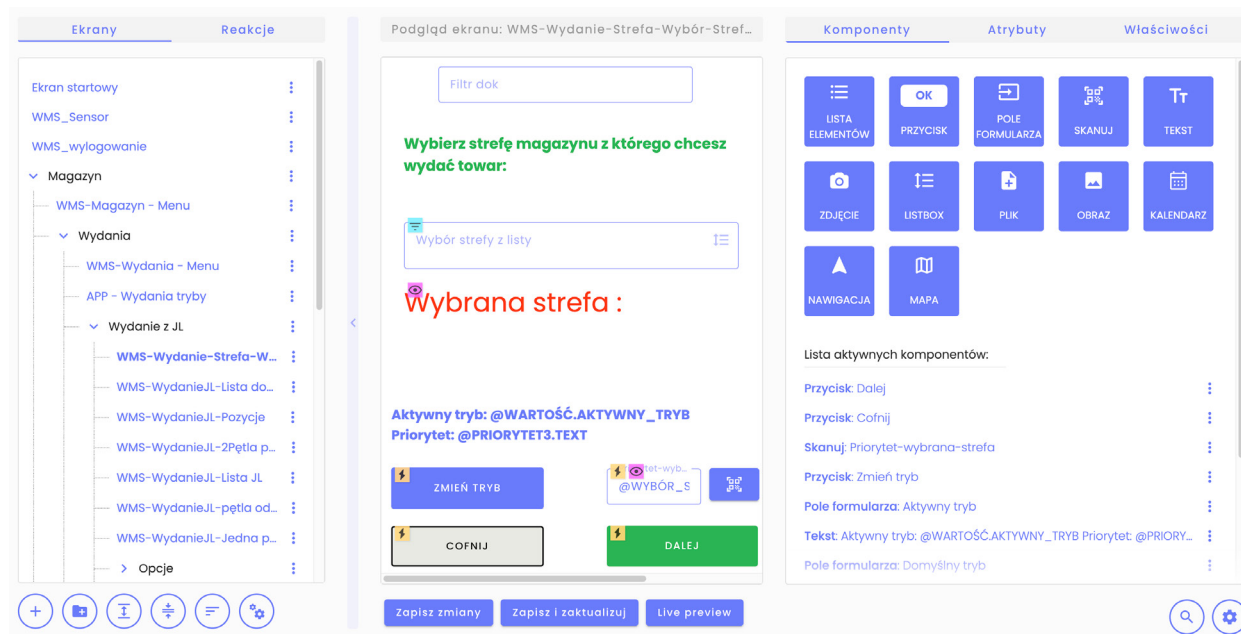 Ekrany
Reakcje
Ekran startowy
WMS_Sensor
WMS_wylogowanie
Magazyn
WMS-Magazyn - Menu
Wydania
WMS-Wydania - Menu
APP - Wydania tryby
Wydanie z JL
WMS-Wydanie-Strefa-W...
WMS-WydanieJL-Lista do...
WMS-WydanieJL-Pozycje
WMS-WydanieJL-2Pętla p...
WMS-WydanieJL-Lista JL
WMS-WydanieJL-pętla od...
WMS-WydanieJL-Jedna p...
Opcje
Podgląd ekranu: WMS-Wydanie-Strefa-Wybór-Stref...
Filtr dok
Wybierz strefę magazynu z którego chcesz
wydać towar:
Wybór strefy z listy
Wybrana strefa :
Aktywny tryb: @WARTOŚĆ.AKTYWNY_TRYB
Priorytet: @PRIORYTET3.TEXT
ZMIEŃ TRYB
tet-wyb...
@WYBÓR_S
COFNIJ
DALEJ
Zapisz zmiany
Zapisz i zaktualizuj
Live preview
Komponenty
Atrybuty
Właściwości
LISTA
ELEMENTÓW
OK
PRZYCISK
POLE
FORMULARZA
SKANUJ
Tт
TEKST
ZDJĘCIE
LISTBOX
PLIK
OBRAZ
KALENDARZ
NAWIGACJA
MAPA
Lista aktywnych komponentów:
Przycisk: Dalej
Przycisk: Cofnij
Skanuj: Priorytet-wybrana-strefa
Przycisk: Zmień tryb
Pole formularza: Aktywny tryb
Tekst: Aktywny tryb: @WARTOŚĆ.AKTYWNY_TRYB Priorytet: @PRIORY...
Pole formularza: Domyślny tryb